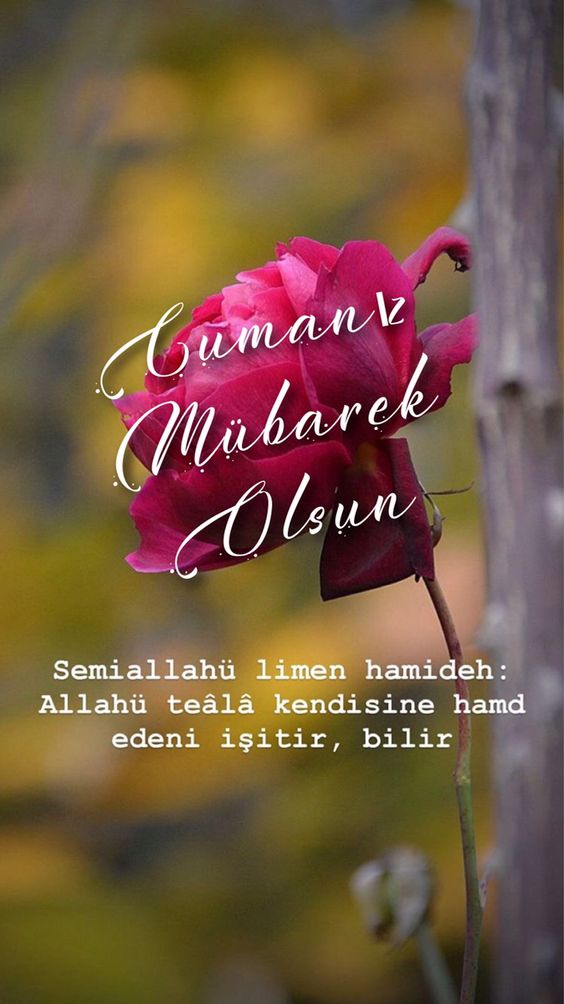 Cumanız
Mübarek
Olsun
Semiallahü limen hamideh:
Allahü teâlâ kendisine hamd
edeni işitir, bilir